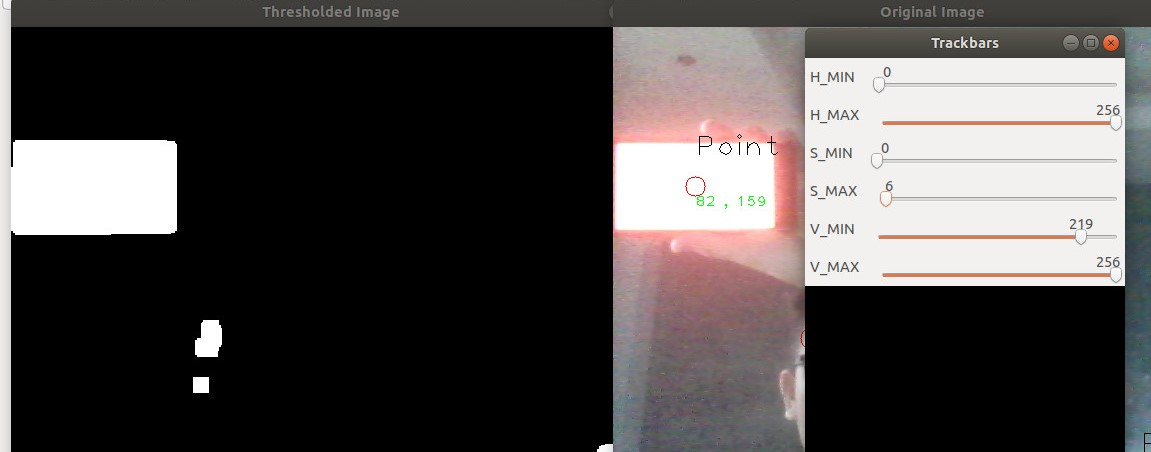 Thresholded Image
Original Image
Trackbars
H_MIN 0
H_MAX 256
S_MIN 0
S_MAX 6
V_MIN 219
V_MAX 256
Point
82 , 159